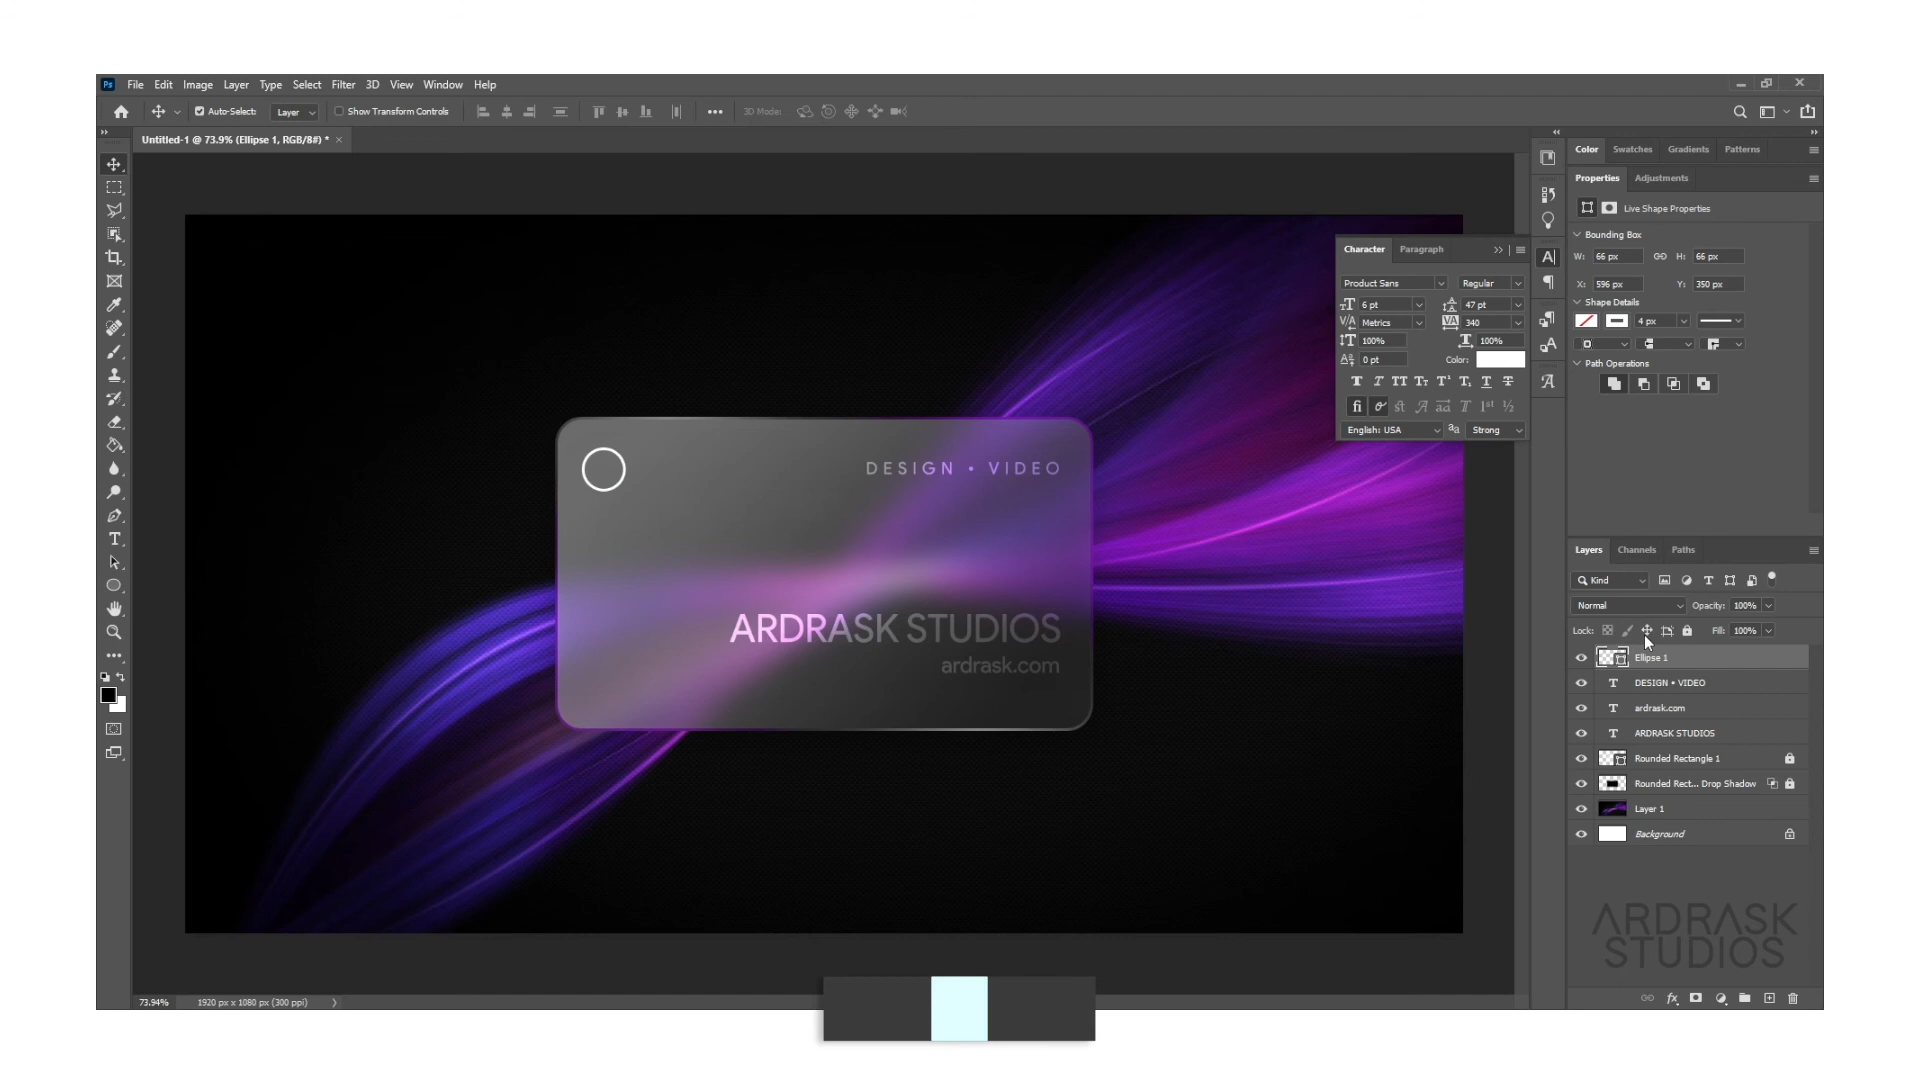 Ps File Edit Image Layer Type Select Filter 3D View Window Help
Auto-Select: Layer Show Transform Controls 3D Mode:
Untitled-1 @ 73.9% (Ellipse 1, RGB/8#) *
Color Swatches Gradients Patterns
Properties Adjustments
Live Shape Properties
Bounding Box
W: 66 px H: 66 px
X: 596 px Y: 350 px
Shape Details
4 px
Path Operations
Character Paragraph
Product Sans Regular
6 pt 47 pt
Metrics 340
100% 100%
0 pt Color:
English: USA Strong
DESIGN • VIDEO
ARDRASK STUDIOS
ardrask.com
Layers Channels Paths
Kind
Normal Opacity: 100%
Lock: Fill: 100%
Ellipse 1
DESIGN • VIDEO
ardrask.com
ARDRASK STUDIOS
Rounded Rectangle 1
Rounded Rect... Drop Shadow
Layer 1
Background
ARDRASK
STUDIOS
73.94% 1920 px x 1080 px (300 ppi)